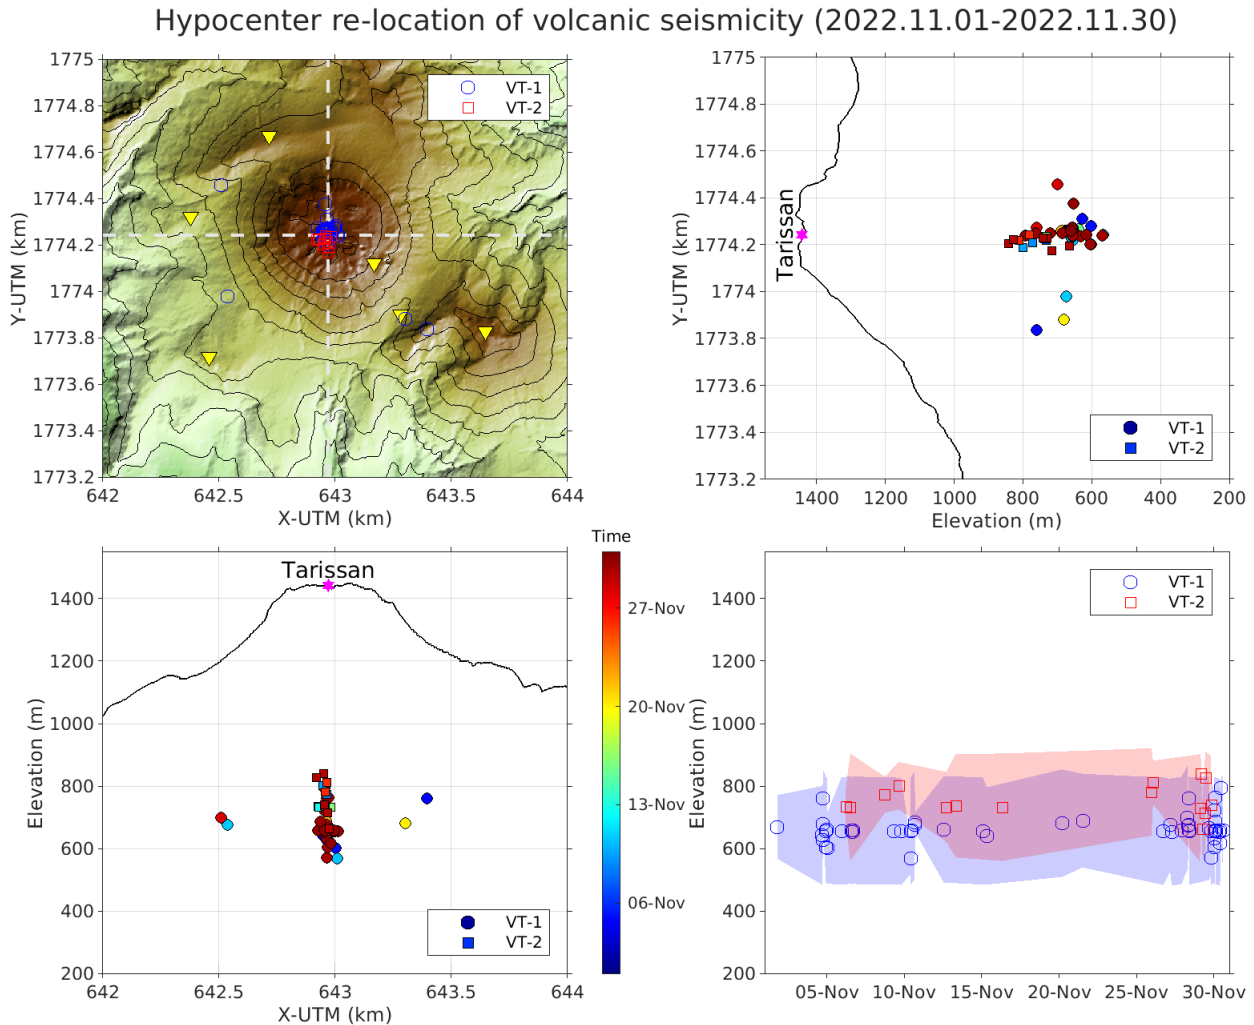 Hypocenter re-location of volcanic seismicity (2022.11.01-2022.11.30)
1775
1774.8
1774.6
1774.4
1774.2
1774
1773.8
1773.6
1773.4
1773.2
Y-UTM (km)
VT-1
VT-2
642
642.5
643
643.5
644
X-UTM (km)
1775
1774.8
1774.6
1774.4
1774.2
1774
1773.8
1773.6
1773.4
1773.2
Y-UTM (km)
Tarissan
VT-1
VT-2
1400
1200
1000
800
600
400
200
Elevation (m)
Tarissan
1400
1200
1000
800
600
400
200
Elevation (m)
VT-1
VT-2
642
642.5
643
643.5
644
X-UTM (km)
Time
27-Nov
20-Nov
13-Nov
06-Nov
1400
1200
1000
800
600
400
200
Elevation (m)
VT-1
VT-2
05-Nov
10-Nov
15-Nov
20-Nov
25-Nov
30-Nov